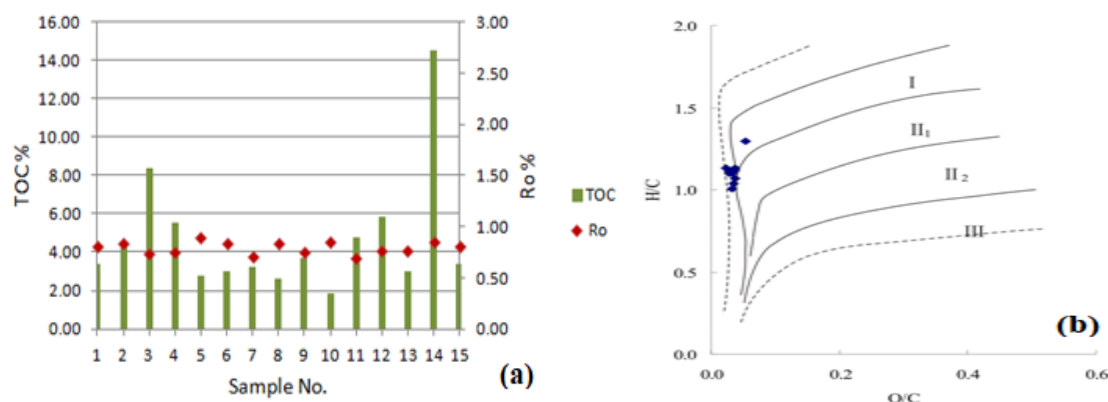 16.00
14.00
12.00
10.00
8.00
6.00
4.00
2.00
0.00
TOC%
3.00
2.50
2.00
1.50
1.00
0.50
0.00
Ro %
1 2 3 4 5 6 7 8 9 10 11 12 13 14 15
Sample No.
TOC
Ro
(a)
2.0
1.5
1.0
0.5
0.0
H/C
I
II1
II2
III
(b)
0.0 0.2 0.4 0.6
O/C